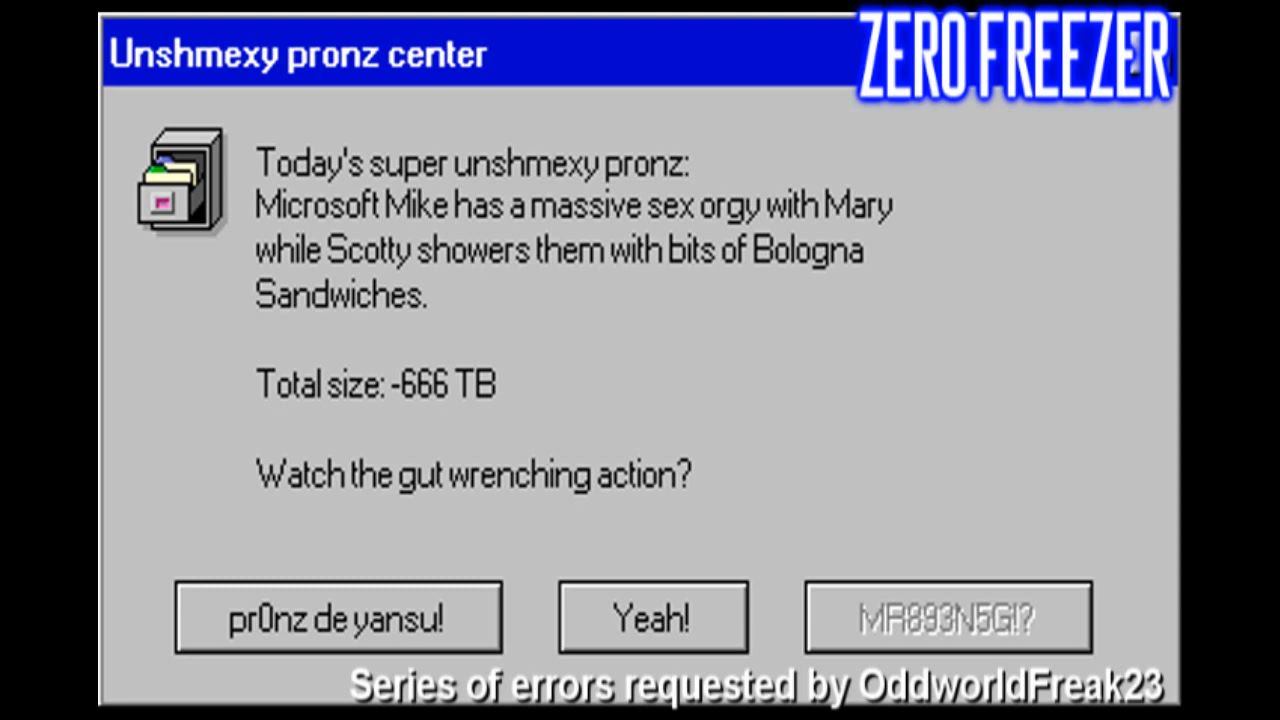 Unshmexy pronz center
ZERO FREEZER
Today's super unshmexy pronz:
Microsoft Mike has a massive sex orgy with Mary
while Scotty showers them with bits of Bologna
Sandwiches.
Total size: -666 TB
Watch the gut wrenching action?
pr0nz de yansu!
Yeah!
MR893N5G!?
Series of errors requested by OddworldFreak23